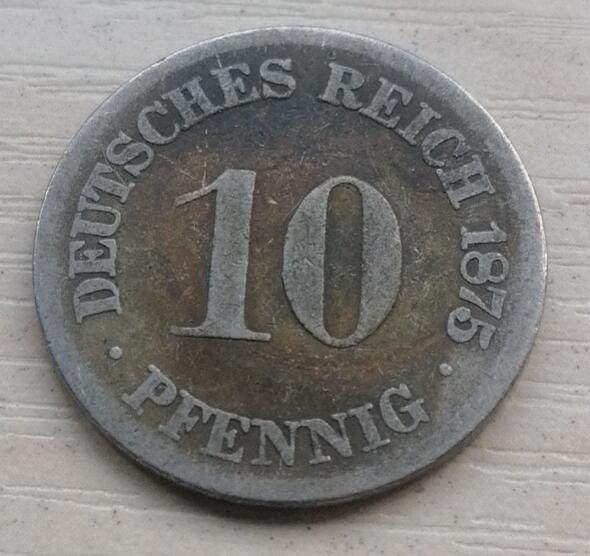 DEUTSCHES REICH 1875
10
· PFENNIG ·